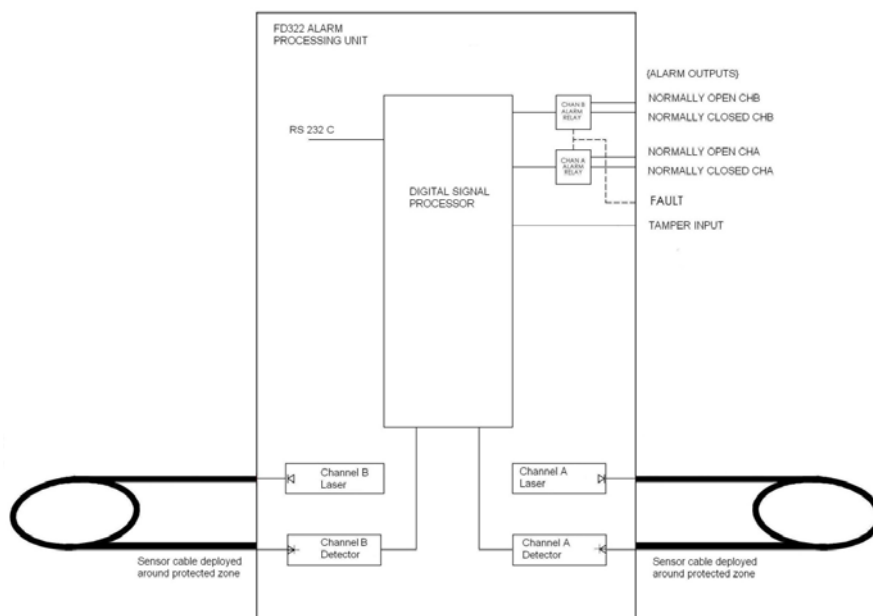 FD322 ALARM
PROCESSING UNIT
(ALARM OUTPUTS)
CHAN B
ALARM
RELAY
NORMALLY OPEN CHB
NORMALLY CLOSED CHB
RS 232 C
CHAN A
ALARM
RELAY
NORMALLY OPEN CHA
NORMALLY CLOSED CHA
DIGITAL SIGNAL
PROCESSOR
FAULT
TAMPER INPUT
Channel B
Laser
Channel A
Laser
Channel B
Detector
Channel A
Detector
Sensor cable deployed
around protected zone
Sensor cable deployed
around protected zone